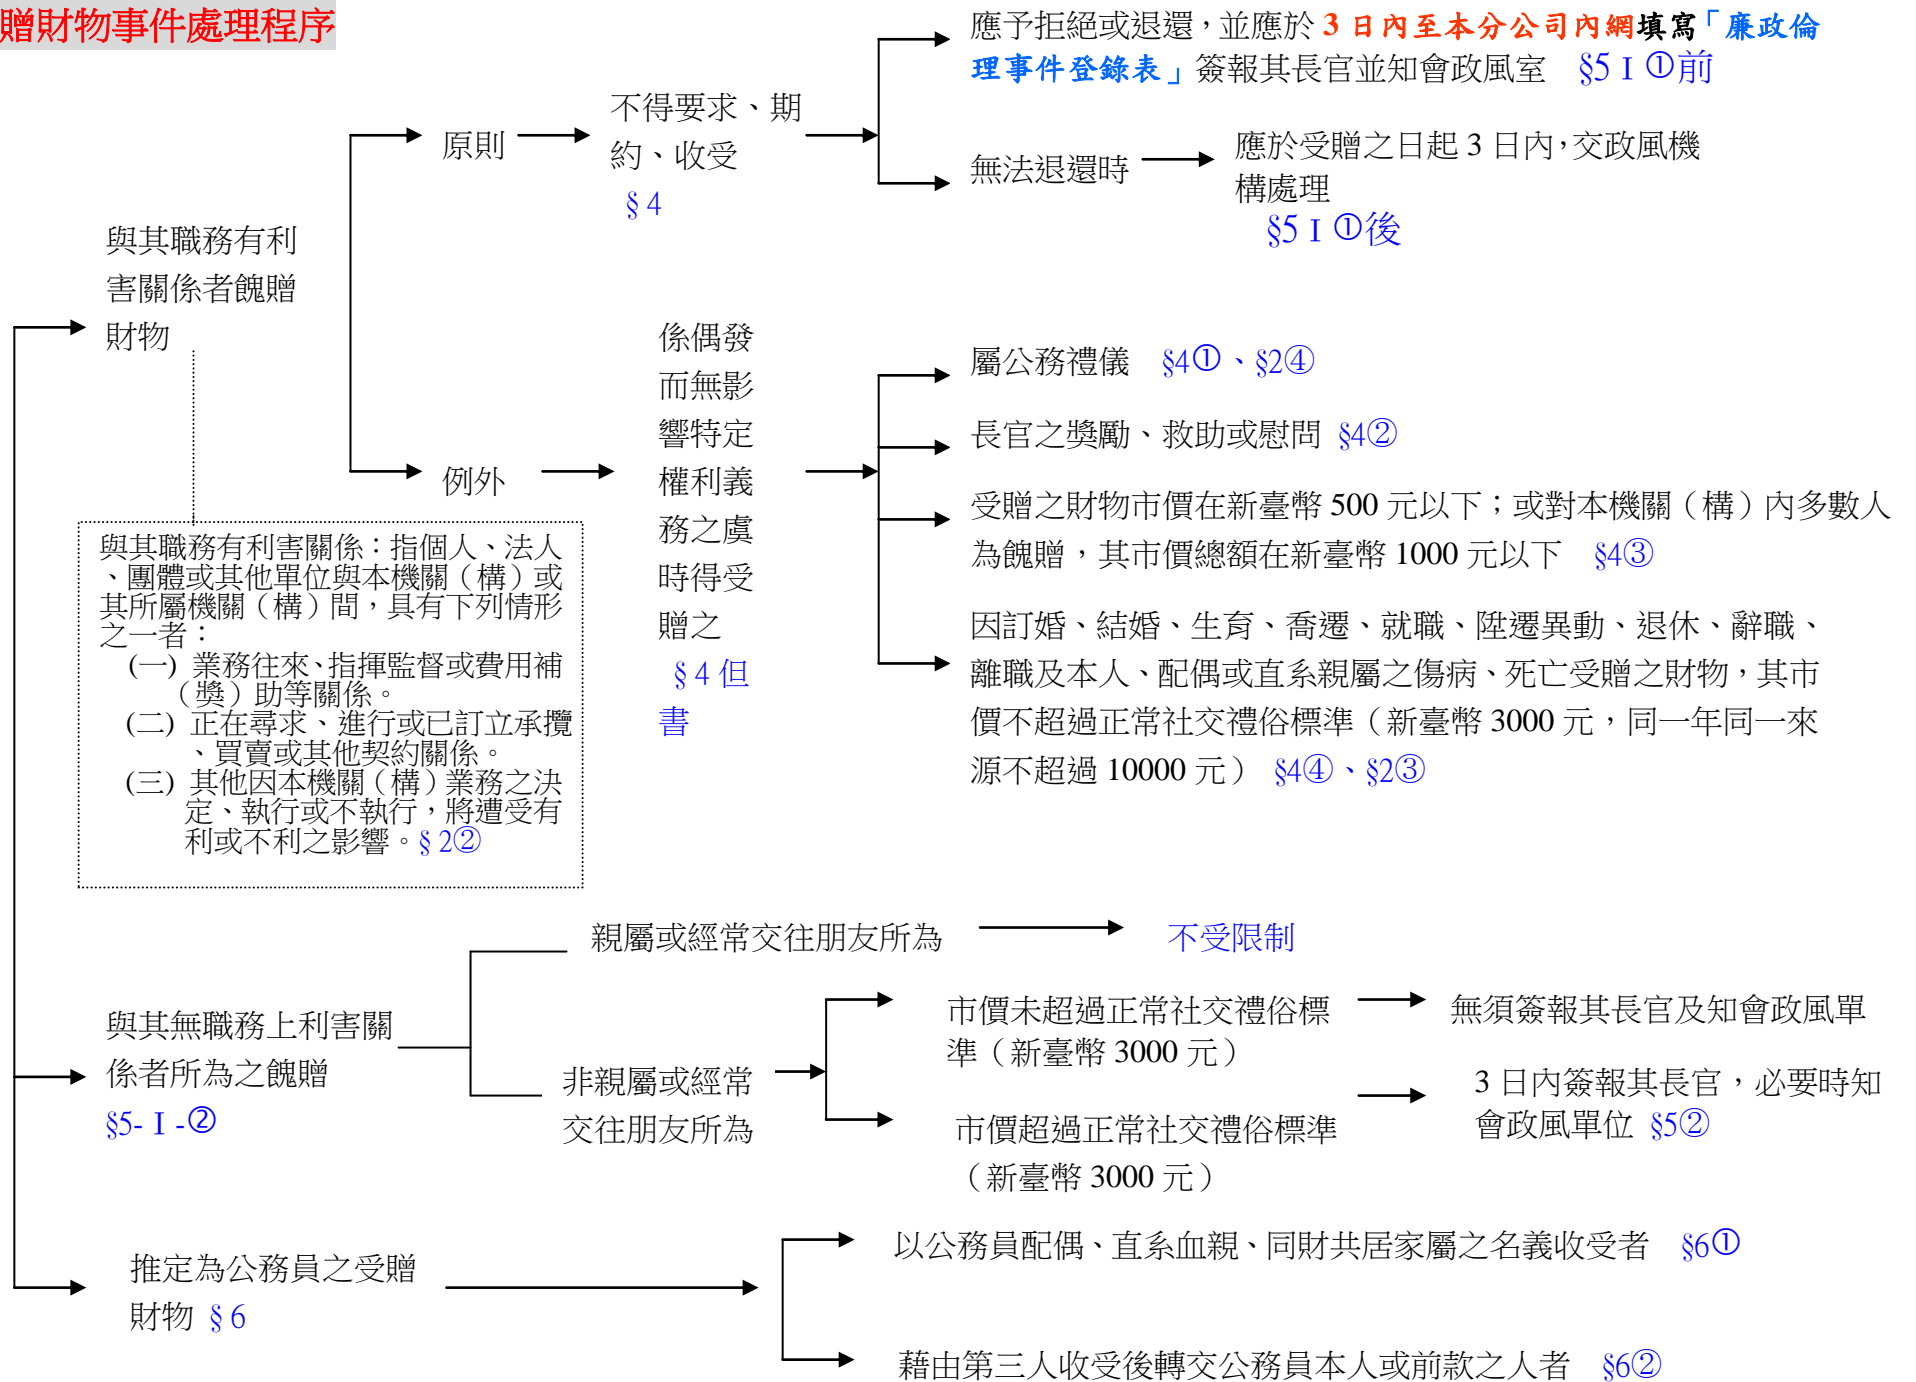 贈財物事件處理程序
應予拒絕或退還，並應於 3 日內至本分公司內網填寫「廉政倫
理事件登錄表」簽報其長官並知會政風室 §5 I ①前
原則
不得要求、期
約、收受
§ 4
無法退還時
應於受贈之日起 3 日內，交政風機
構處理
§5 I ①後
與其職務有利
害關係者餽贈
財物
例外
係偶發
而無影
響特定
權利義
務之虞
時得受
贈之
§ 4 但
書
屬公務禮儀 §4①、§2④
長官之獎勵、救助或慰問 §4②
受贈之財物市價在新臺幣 500 元以下；或對本機關（構）內多數人
為餽贈，其市價總額在新臺幣 1000 元以下 §4③
因訂婚、結婚、生育、喬遷、就職、陞遷異動、退休、辭職、
離職及本人、配偶或直系親屬之傷病、死亡受贈之財物，其市
價不超過正常社交禮俗標準（新臺幣 3000 元，同一年同一來
源不超過 10000 元） §4④、§2③
與其職務有利害關係：指個人、法人
、團體或其他單位與本機關（構）或
其所屬機關（構）間，具有下列情形
之一者：
(一) 業務往來、指揮監督或費用補
（獎）助等關係。
(二) 正在尋求、進行或已訂立承攬
、買賣或其他契約關係。
(三) 其他因本機關（構）業務之決
定、執行或不執行，將遭受有
利或不利之影響。§ 2②
與其無職務上利害關
係者所為之餽贈
§5- I -②
親屬或經常交往朋友所為
不受限制
非親屬或經常
交往朋友所為
市價未超過正常社交禮俗標
準（新臺幣 3000 元）
無須簽報其長官及知會政風單
市價超過正常社交禮俗標準
（新臺幣 3000 元）
3 日內簽報其長官，必要時知
會政風單位 §5②
推定為公務員之受贈
財物 § 6
以公務員配偶、直系血親、同財共居家屬之名義收受者 §6①
藉由第三人收受後轉交公務員本人或前款之人者 §6②